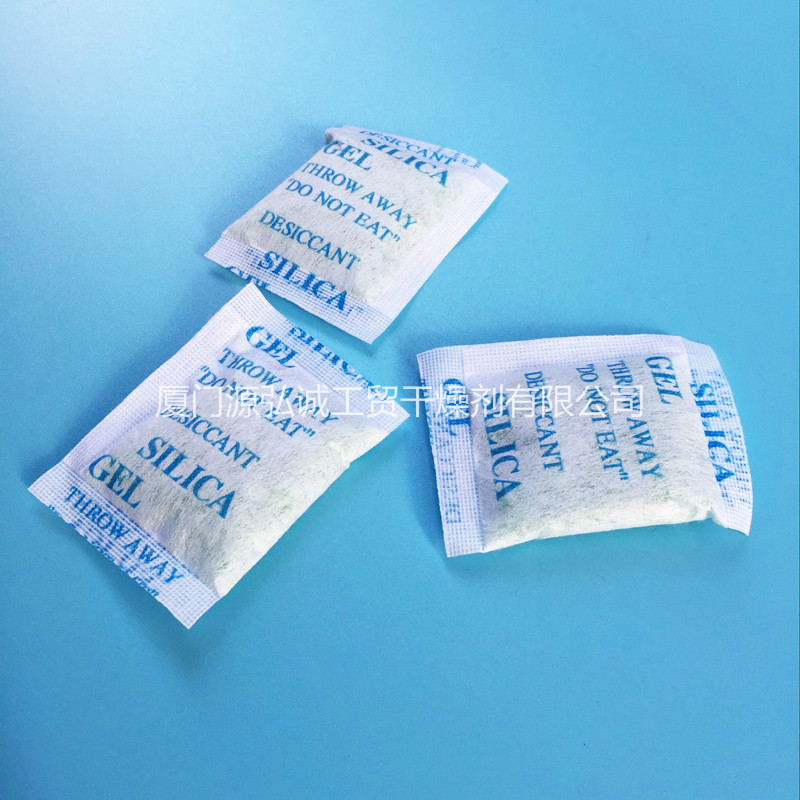 DESICCANT
SILICA
GEL
THROW AWAY
"DO NOT EAT"
DESICCANT
SILICA
SILICA
GEL
THROW AWAY
"DO NOT EAT"
DESICCANT
SILICA
GEL
THROW AWAY
SILICA
GEL
THROW AWAY
"DO NOT EAT"
DESICCANT
SILICA
GEL
厦门源弘诚工贸干燥剂有限公司